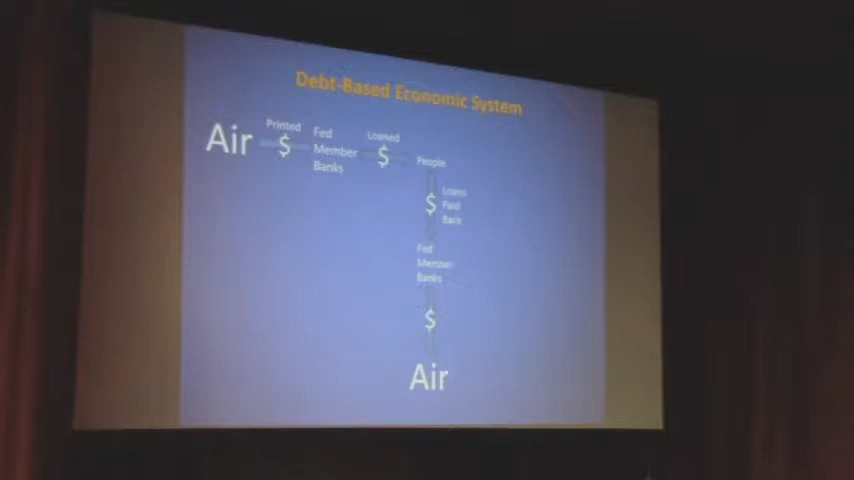 Debt-Based Economic System
Printed
Loaned
Air
$
Fed
Member
Banks
$
People
$
Loans
Paid
Back
Fed
Member
Banks
$
Air